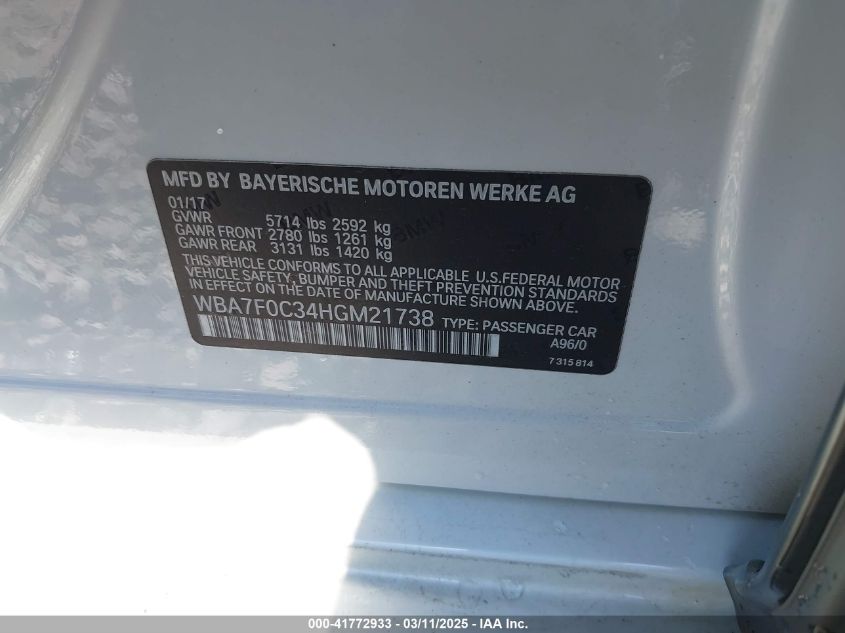 MFD BY BAYERISCHE MOTOREN WERKE AG
01/17
GVWR 5714 lbs 2592 kg
GAWR FRONT 2780 lbs 1261 kg
GAWR REAR 3131 lbs 1420 kg
THIS VEHICLE CONFORMS TO ALL APPLICABLE U.S.FEDERAL MOTOR
VEHICLE SAFETY, BUMPER AND THEFT PREVENTION STANDARDS
IN EFFECT ON THE DATE OF MANUFACTURE SHOWN ABOVE.
WBA7F0C34HGM21738 TYPE: PASSENGER CAR
A96/0
7 315 814
000-41772933 - 03/11/2025 - IAAI.com